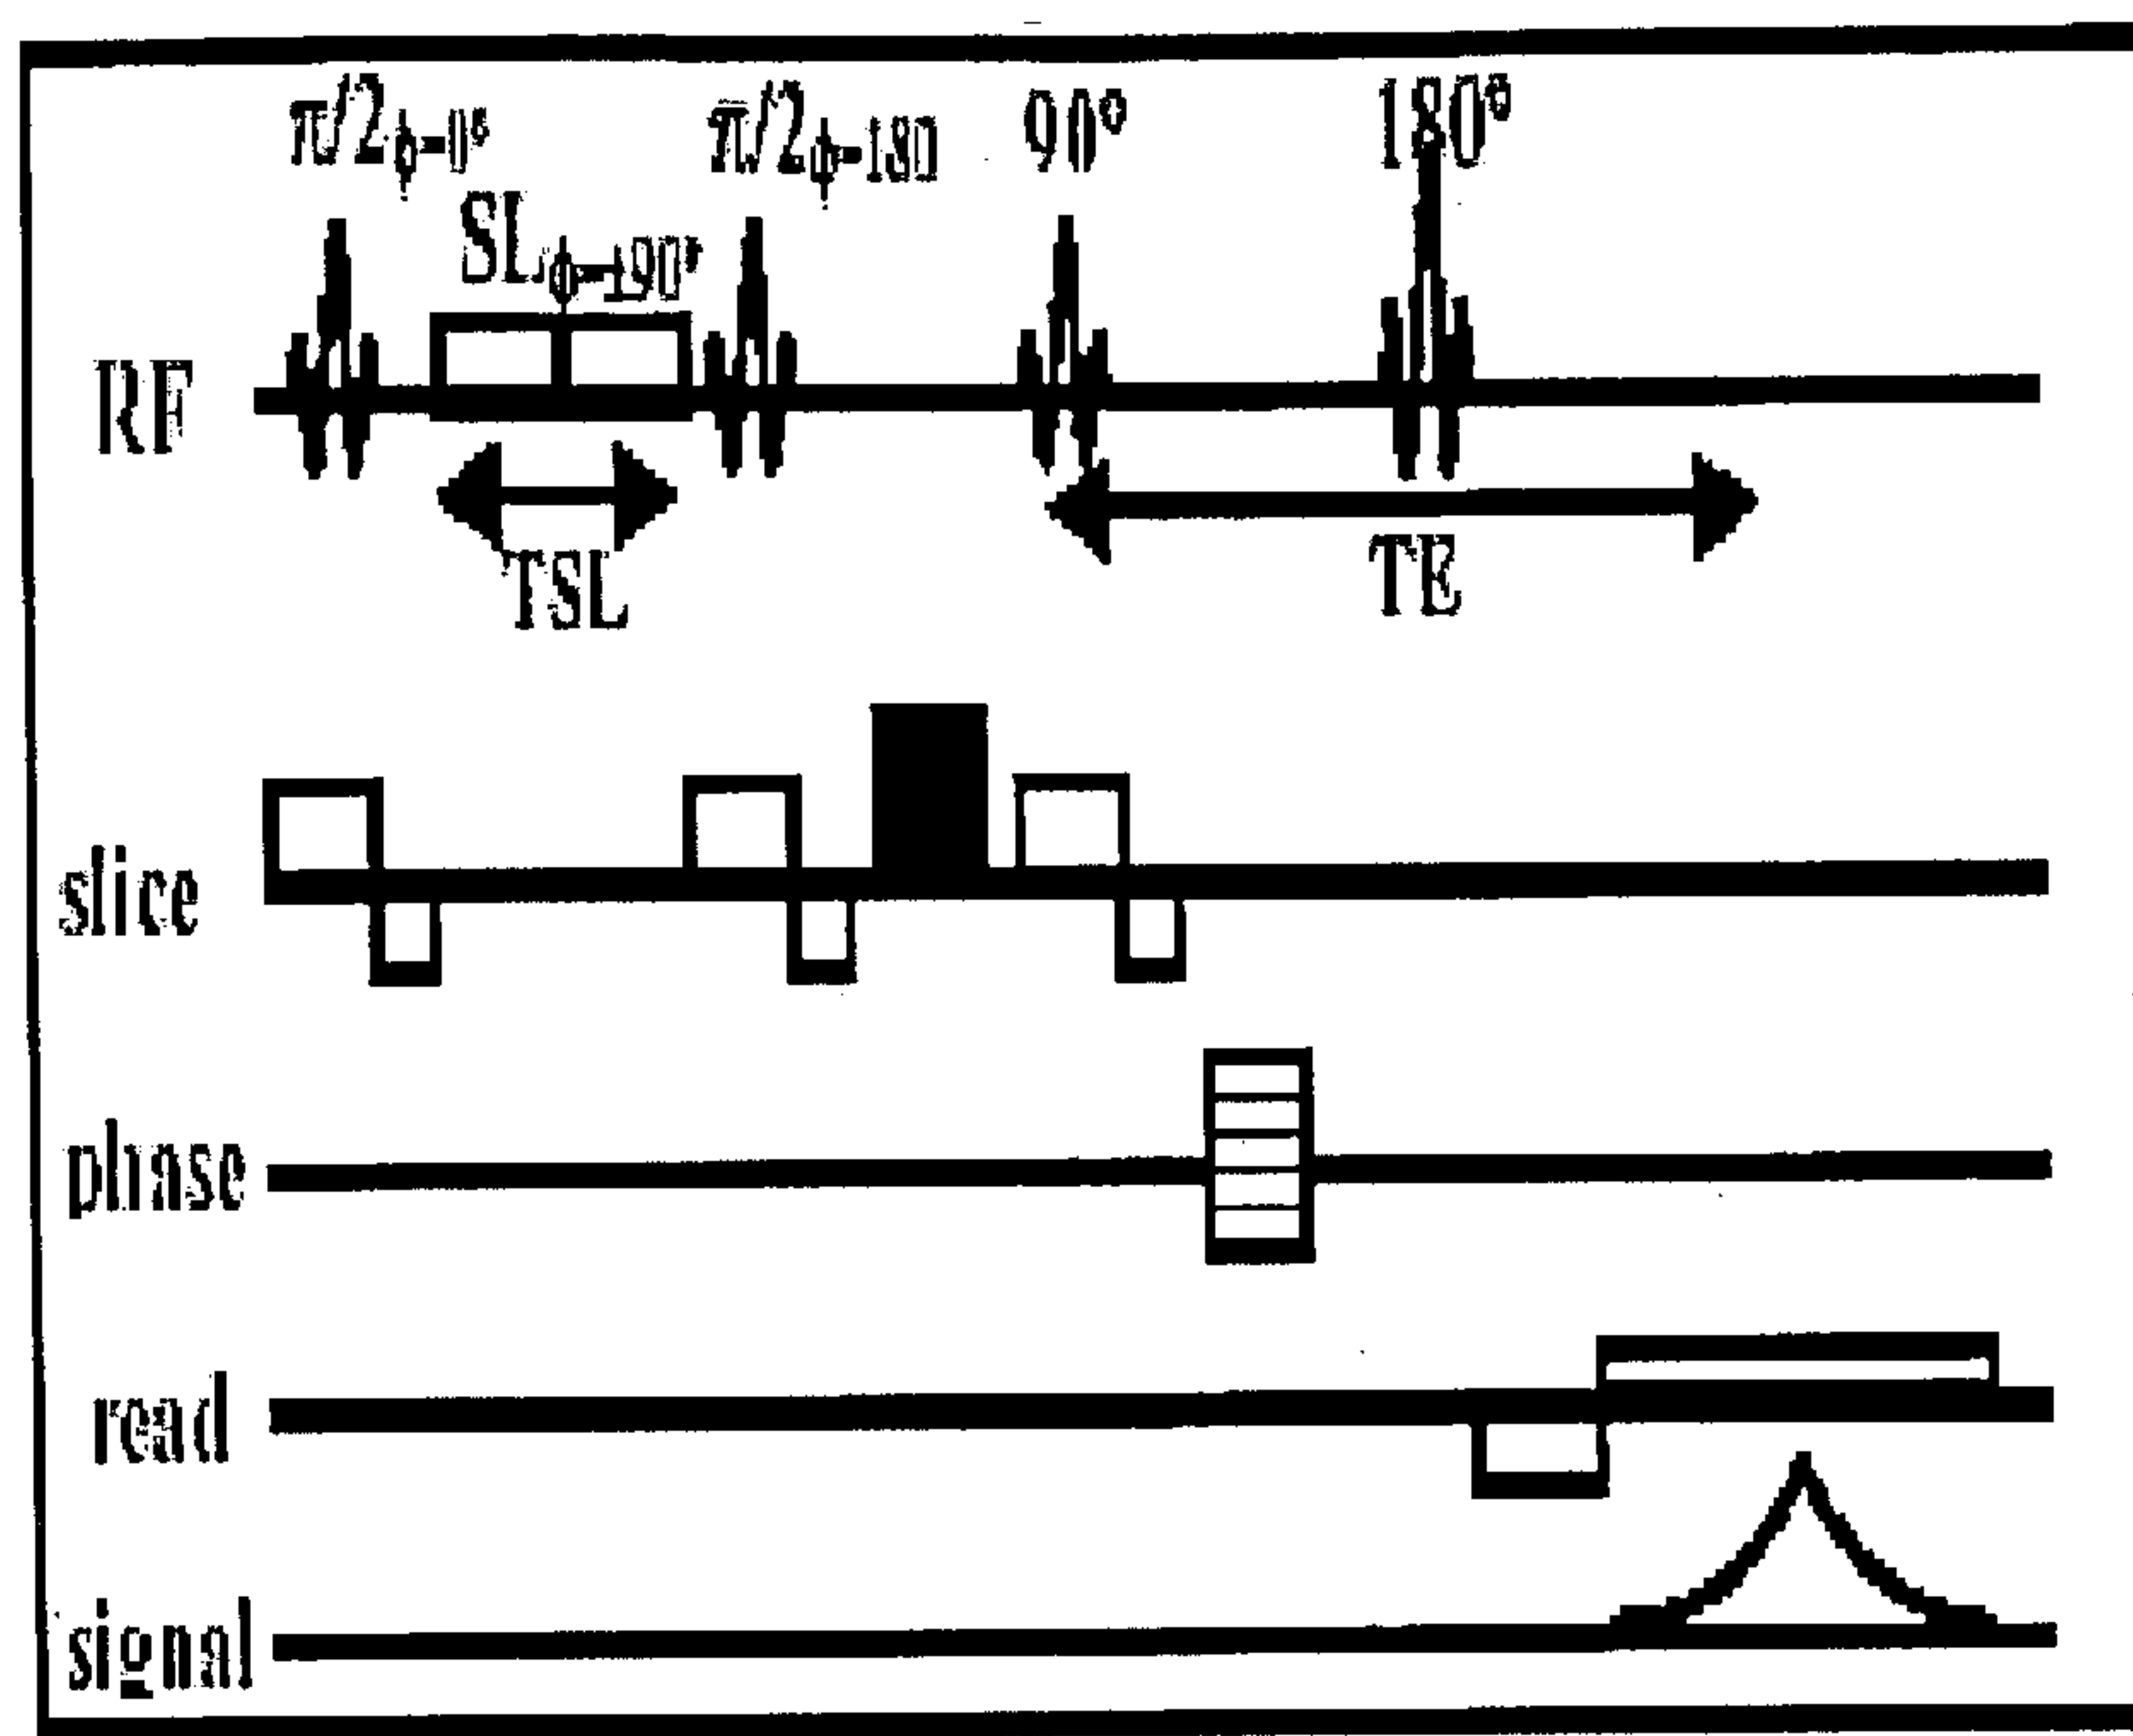 π/2ϕ=0° π/2ϕ=180 90° 180°
SLϕ=±90°
RF
TSL
TE
slice
phase
read
signal